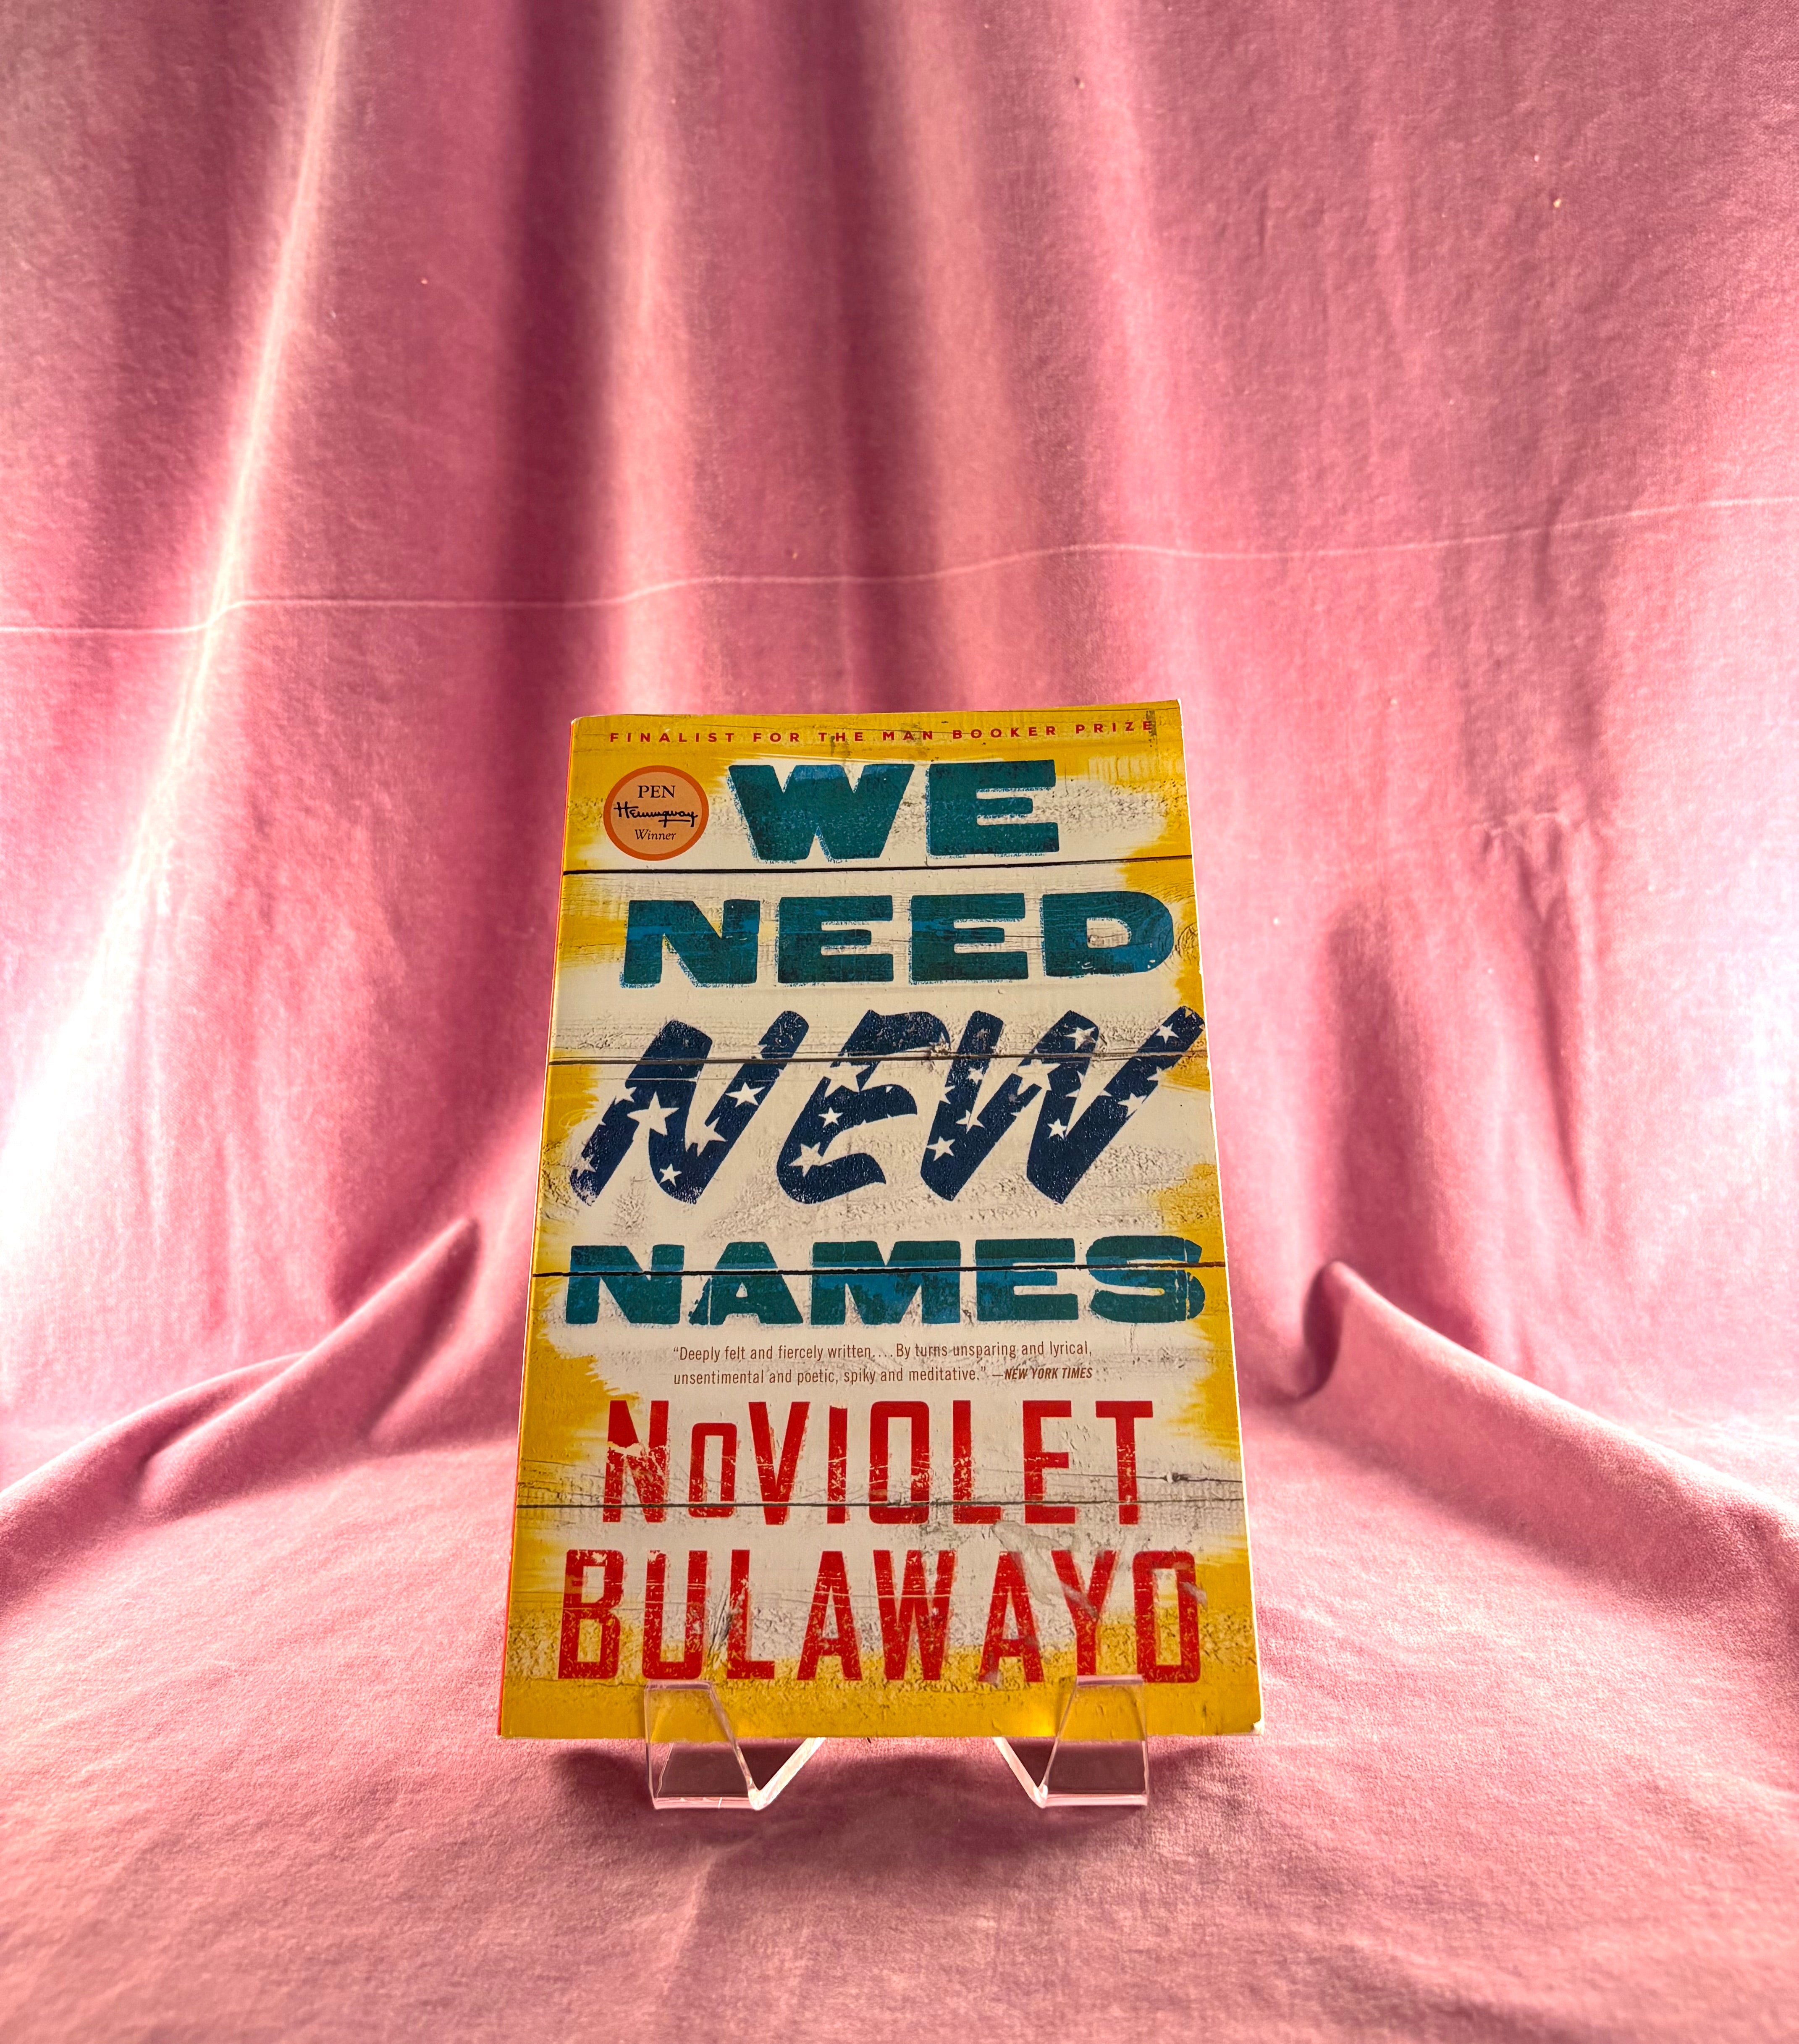 FINALIST FOR THE MAN BOOKER PRIZE
PEN
Hemingway
Winner
WE
NEED
NEW
NAMES
“Deeply felt and fiercely written. . . . By turns unsparing and lyrical,
unsentimental and poetic, spiky and meditative.” —NEW YORK TIMES
NoVIOLET
BULAWAYO